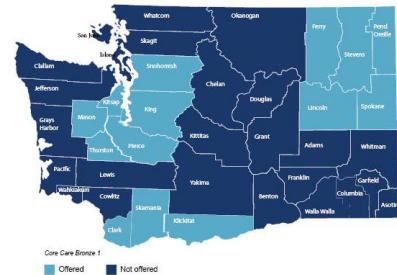 Whatcom
Okanogan
Ferry
Pend
Oreille
San Ju
Skagit
Stevens
Island
Clallam
Snohomish
Chelan
Jefferson
Kitsap
Douglas
Lincoln
Spokane
Mason
King
Grays
Harbor
Kittitas
Grant
Adams
Whitman
Thurston
Pierce
Pacific
Lewis
Yakima
Franklin
Garfield
Wahkiakum
Cowlitz
Skamania
Benton
Columbia
Walla Walla
Asotin
Clark
Klickitat
Core Care Bronze 1
Offered
Not offered